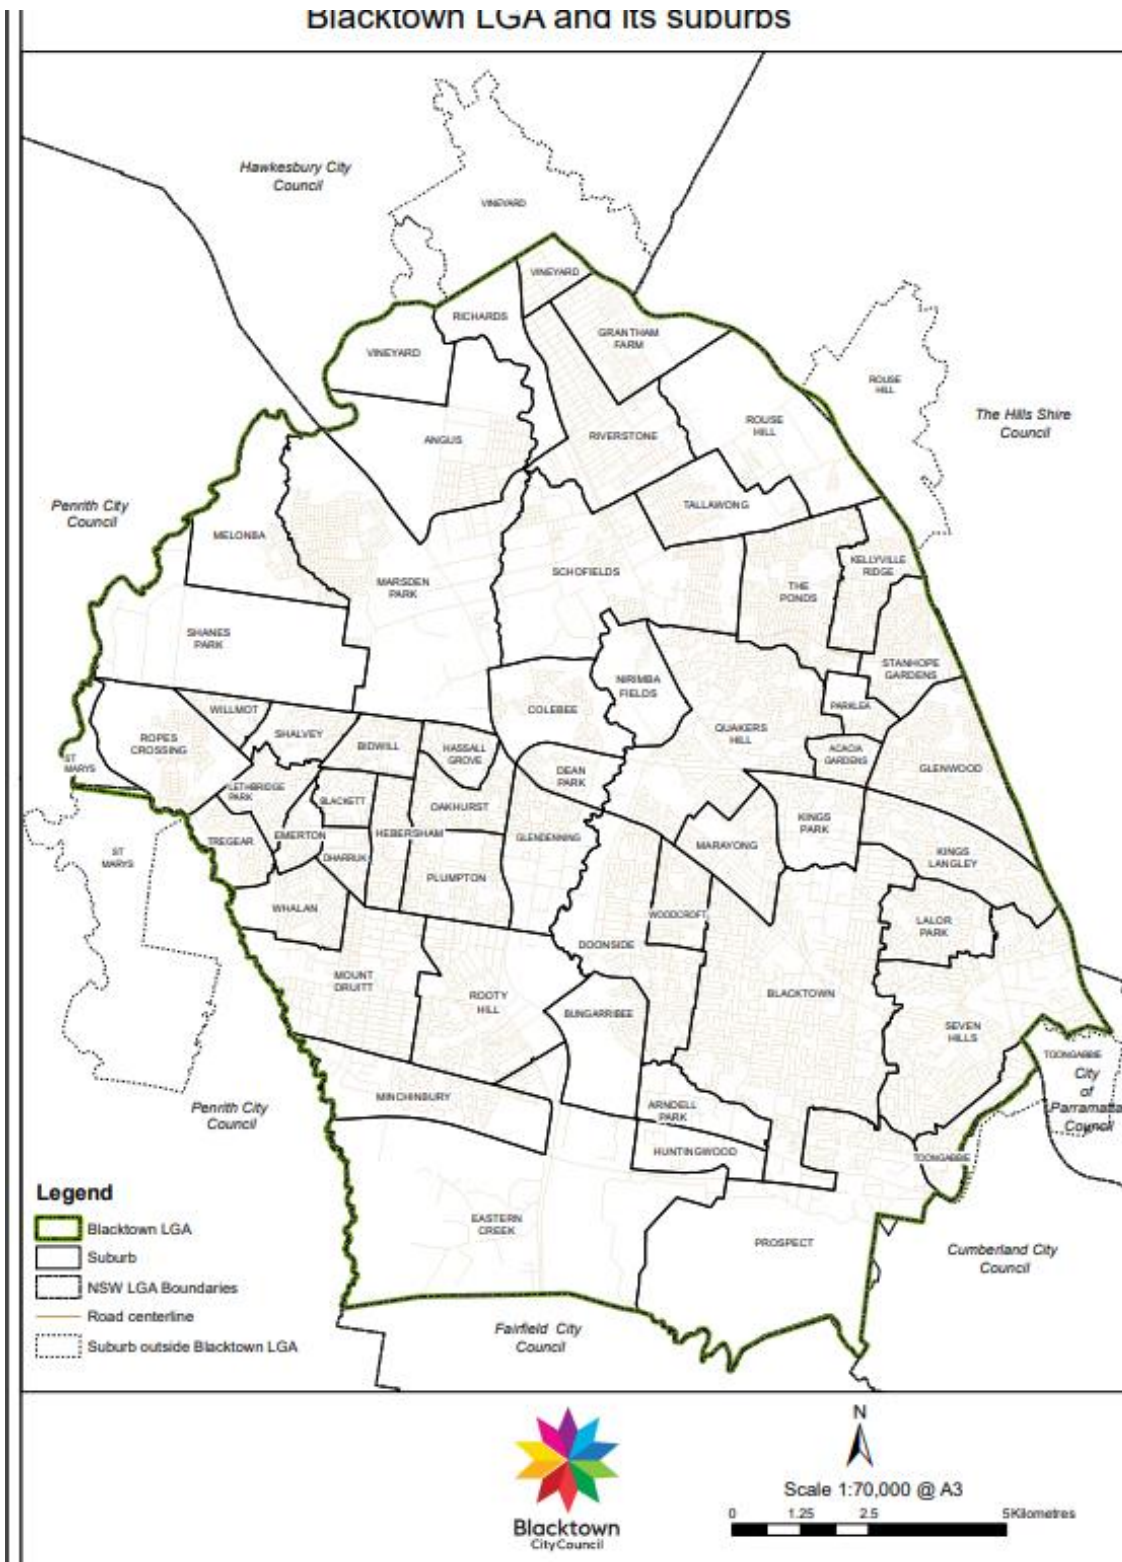 Blacktown LGA and its suburbs
Hawkesbury City
Council
VINEYARD
VINEYARD
RICHARDS
GRANTHAM
FARM
VINEYARD
ROUSE
HILL
The Hills Shire
Council
ANGUS
RIVERSTONE
ROUSE
HILL
Penrith City
Council
TALLAWONG
MELONBA
MARSDEN
PARK
SCHOFIELDS
THE
PONDS
KELLYVILLE
RIDGE
SHANES
PARK
STANHOPE
GARDENS
NIRIMBA
FIELDS
WILLMOT
COLEBEE
PARKLEA
ROPES
CROSSING
SHALVEY
BIDWILL
HASSALL
GROVE
QUAKERS
HILL
ACACIA
GARDENS
GLENWOOD
ST
MARYS
LETHBRIDGE
PARK
DEAN
PARK
BLACKETT
OAKHURST
KINGS
PARK
TREGEAR
EMERTON
HEBERSHAM
GLENDENNING
MARAYONG
KINGS
LANGLEY
ST
MARYS
DHARRUK
PLUMPTON
WHALAN
WOODCROFT
LALOR
PARK
DOONSIDE
MOUNT
DRUITT
ROOTY
HILL
BUNGARRIBEE
BLACKTOWN
SEVEN
HILLS
TOONGABBIE
City
of
Parramatta
Council
MINCHINBURY
ARNDELL
PARK
Penrith City
Council
HUNTINGWOOD
TOONGABBIE
EASTERN
CREEK
PROSPECT
Cumberland City
Council
Fairfield City
Council
Legend
Blacktown LGA
Suburb
NSW LGA Boundaries
Road centerline
Suburb outside Blacktown LGA
Blacktown
City Council
N
Scale 1:70,000 @ A3
0 1.25 2.5 5 Kilometres